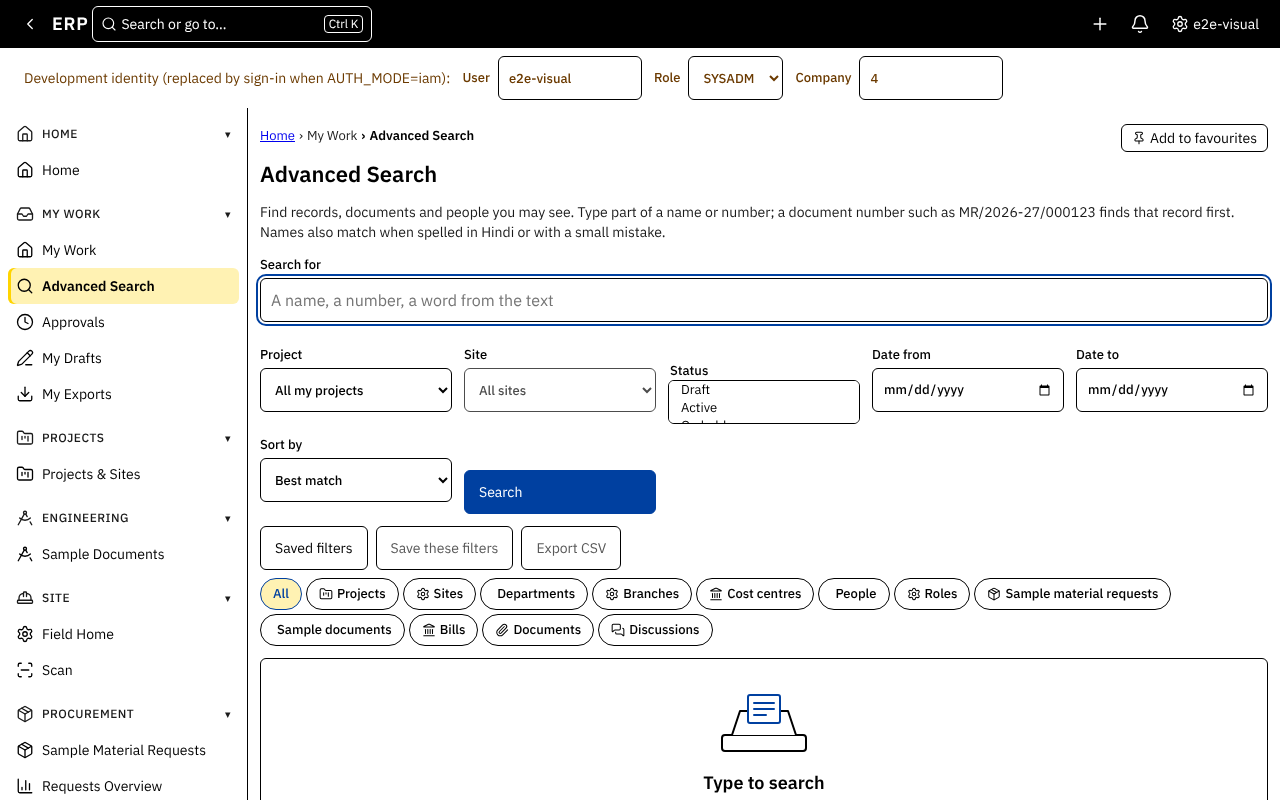 ERP
Search or go to...
Ctrl K
e2e-visual
Development identity (replaced by sign-in when AUTH_MODE=iam):
User
e2e-visual
Role
SYSADM
Company
4
HOME
Home
MY WORK
My Work
Advanced Search
Approvals
My Drafts
My Exports
PROJECTS
Projects & Sites
ENGINEERING
Sample Documents
SITE
Field Home
Scan
PROCUREMENT
Sample Material Requests
Requests Overview
Home › My Work › Advanced Search
Add to favourites
Advanced Search
Find records, documents and people you may see. Type part of a name or number; a document number such as MR/2026-27/000123 finds that record first.
Names also match when spelled in Hindi or with a small mistake.
Search for
A name, a number, a word from the text
Project
All my projects
Site
All sites
Status
Draft
Active
Date from
mm/dd/yyyy
Date to
mm/dd/yyyy
Sort by
Best match
Search
Saved filters
Save these filters
Export CSV
All
Projects
Sites
Departments
Branches
Cost centres
People
Roles
Sample material requests
Sample documents
Bills
Documents
Discussions
Type to search